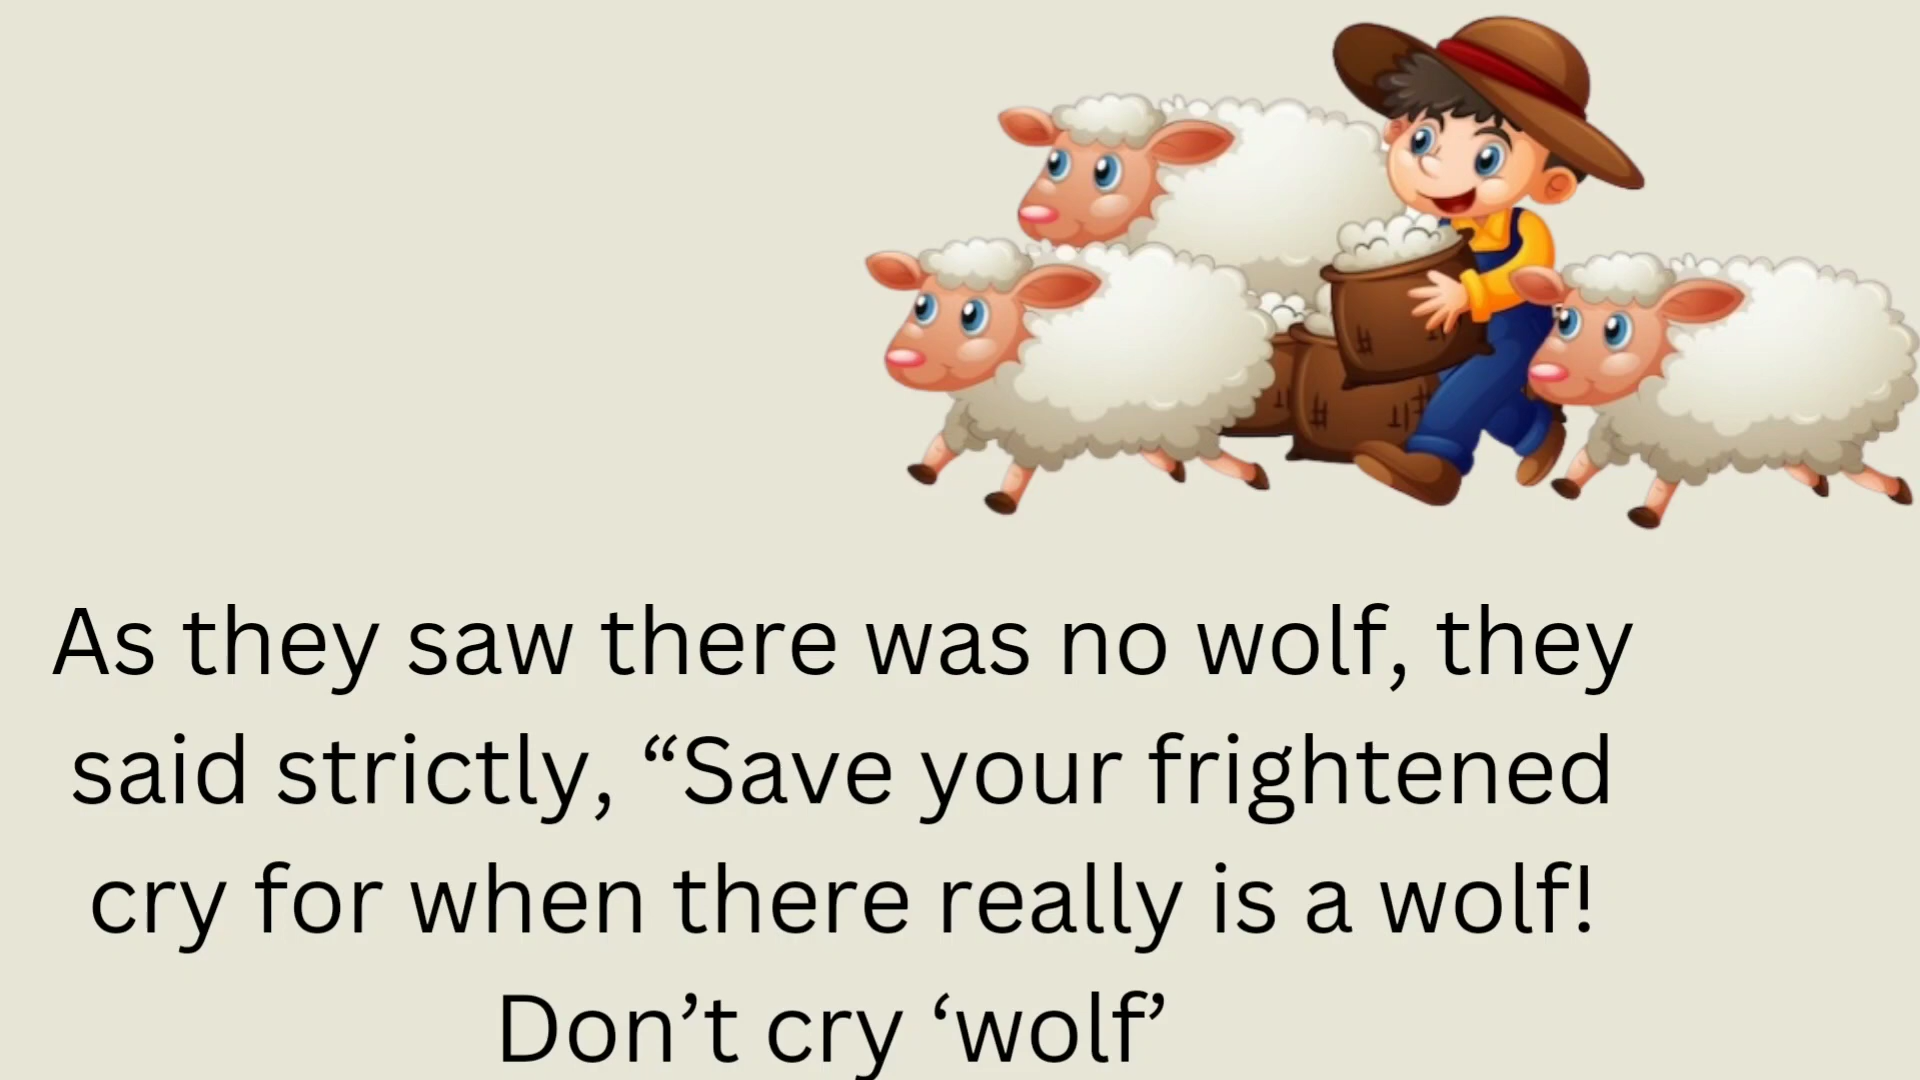 As they saw there was no wolf, they
said strictly, “Save your frightened
cry for when there really is a wolf!
Don’t cry ‘wolf’